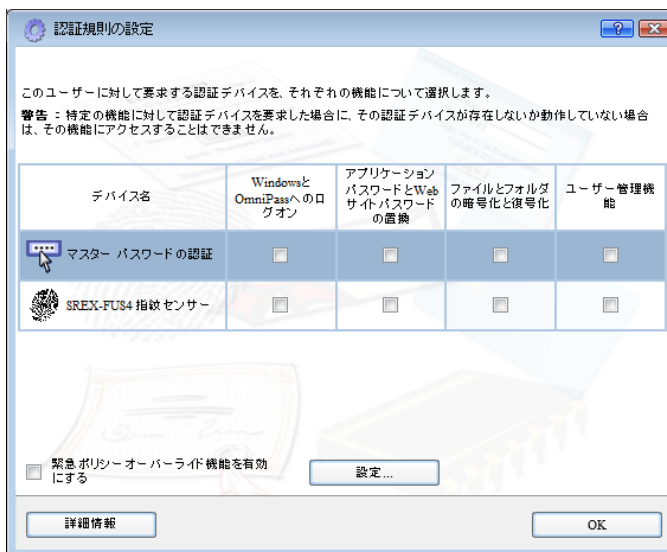 認証規則の設定
このユーザーに対して要求する認証デバイスを、それぞれの機能について選択します。
警告 : 特定の機能に対して認証デバイスを要求した場合に、その認証デバイスが存在しないか動作していない場合
は、その機能にアクセスすることはできません。
デバイス名
Windowsと
OmniPassへのロ
グオン
アプリケーション
パスワードとWeb
サイトパスワード
の置換
ファイルとフォルダ
の暗号化と復号化
ユーザー管理機
能
マスター パスワードの認証
SREX-FUS4 指紋センサー
緊急ポリシーオーバーライド機能を有効
にする
設定...
詳細情報
OK